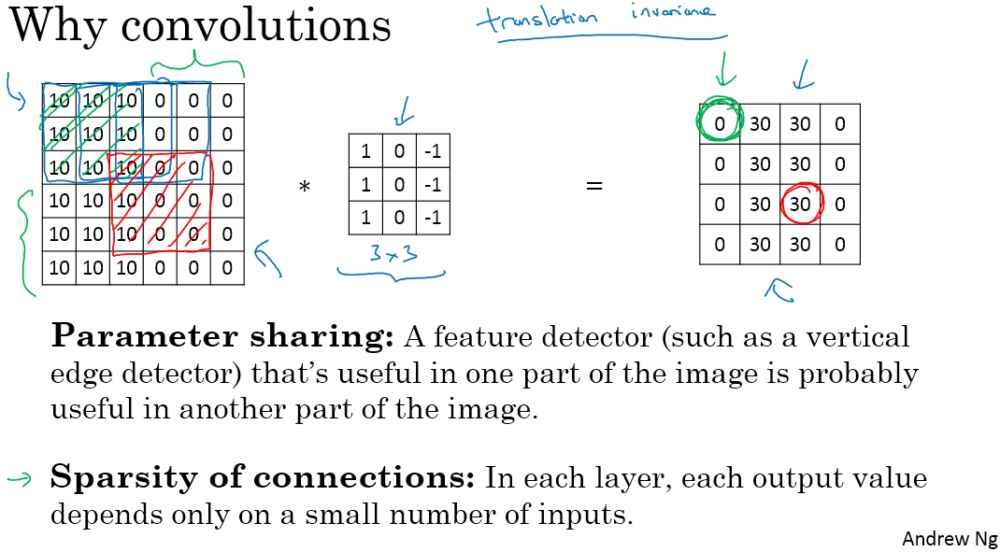 Why convolutions
translation invariance
10 10 10 0 0 0
10 10 10 0 0 0
10 10 10 0 0 0
10 10 10 0 0 0
10 10 10 0 0 0
10 10 10 0 0 0
*
1 0 -1
1 0 -1
1 0 -1
3×3
=
0 30 30 0
0 30 30 0
0 30 30 0
0 30 30 0
Parameter sharing: A feature detector (such as a vertical
edge detector) that’s useful in one part of the image is probably
useful in another part of the image.
Sparsity of connections: In each layer, each output value
depends only on a small number of inputs.
Andrew Ng